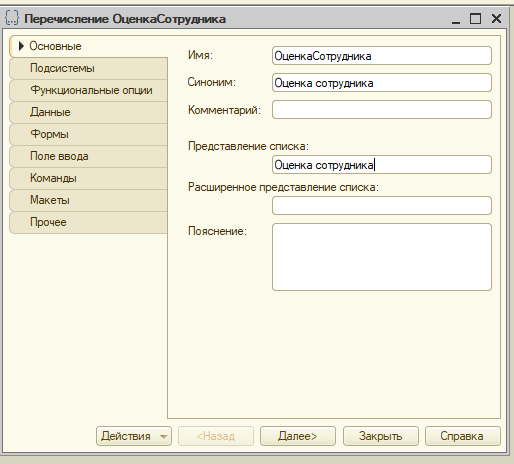 Перечисление ОценкаСотрудника
Основные
Подсистемы
Функциональные опции
Данные
Формы
Поле ввода
Команды
Макеты
Прочее
Имя: ОценкаСотрудника
Синоним: Оценка сотрудника
Комментарий:
Представление списка:
Оценка сотрудника
Расширенное представление списка:
Пояснение:
Действия <Назад Далее> Закрыть Справка